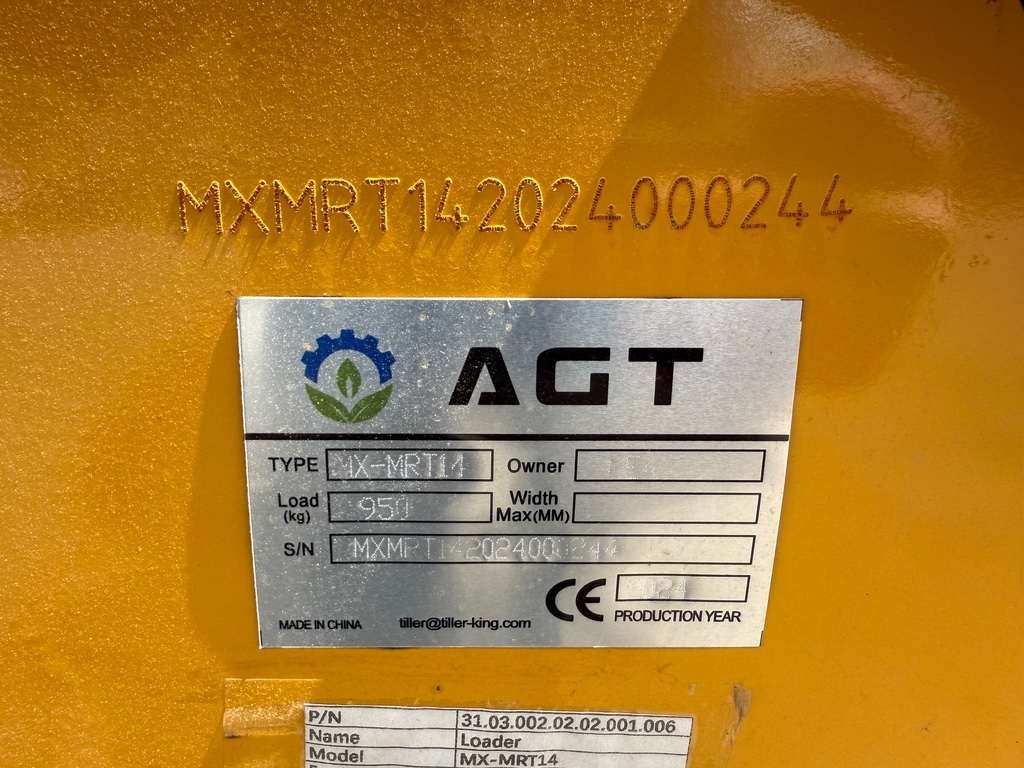 MXMRT142024000244
AGT
TYPE MX-MRT14 Owner
Load (kg) 950 Width Max(MM)
S/N MXMRT142024000244
CE 2024
MADE IN CHINA tiller@tiller-king.com PRODUCTION YEAR
P/N 31.03.002.02.02.001.006
Name Loader
Model MX-MRT14